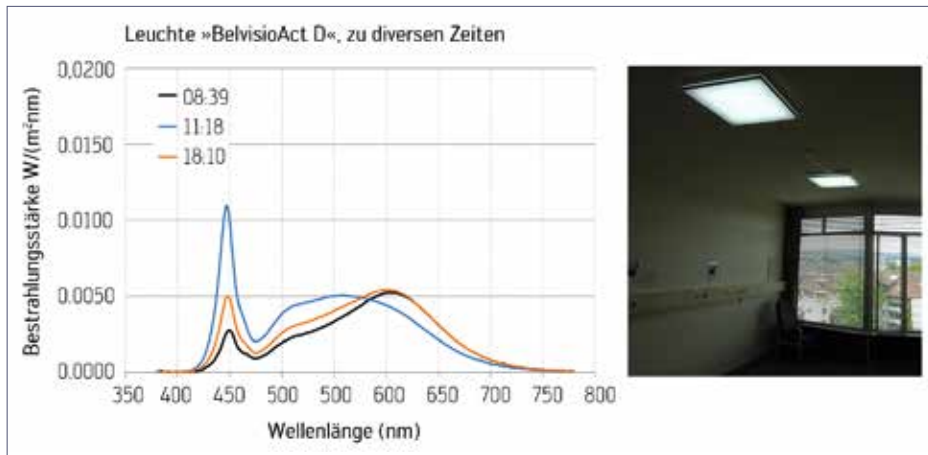 Leuchte »BelvisioAct D«, zu diversen Zeiten
0,0200
0.0150
0.0100
0.0050
0.0000
08:39
11:18
18:10
Bestrahlungsstärke W/(m²nm)
350 400 450 500 550 600 650 700 750 800
Wellenlänge (nm)